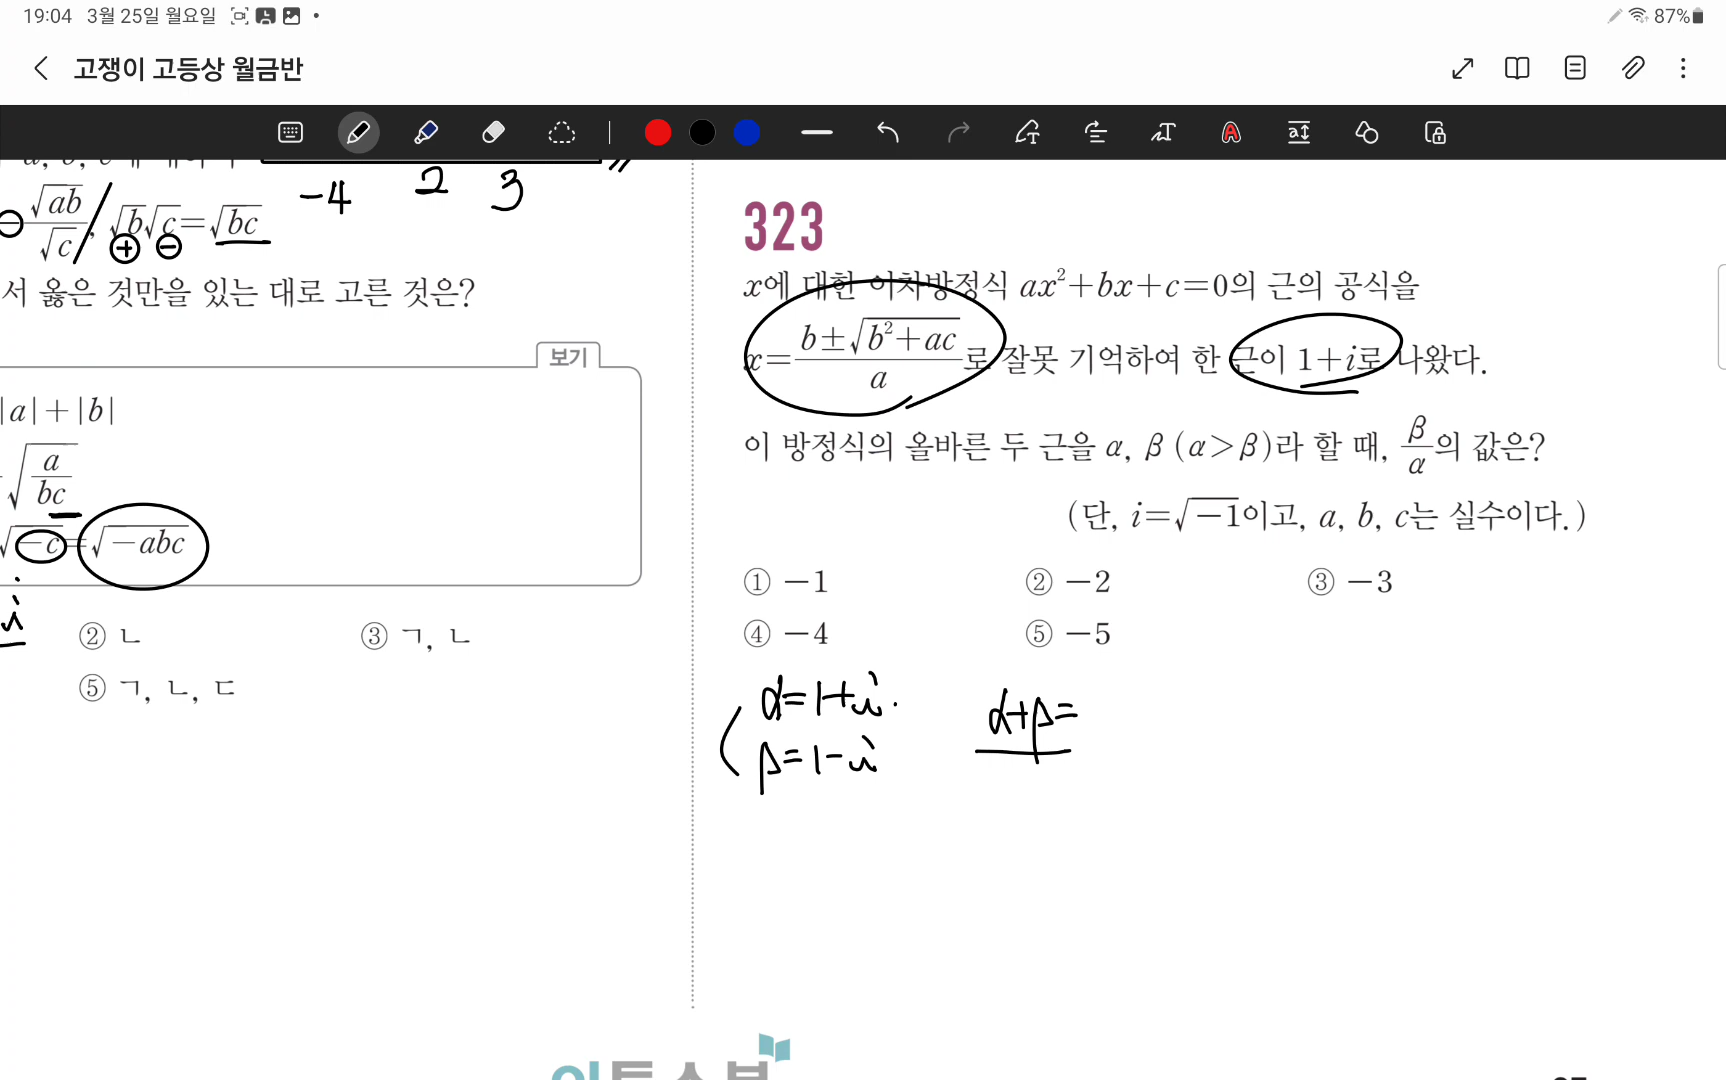 19:04 3월 25일 월요일
87%
고쟁이 고등상 월금반
a, b, c에 대하여
-4 2 3
√ab/√c, √b√c=√bc
⊕ ⊖
서 옳은 것만을 있는 대로 고른 것은?
보기
|a|+|b|
√(a/bc)
√-c=√-abc
i
② ㄴ ③ ㄱ, ㄴ
⑤ ㄱ, ㄴ, ㄷ
323
x에 대한 이차방정식 ax²+bx+c=0의 근의 공식을
x=(b±√(b²+ac))/a로 잘못 기억하여 한 근이 1+i로 나왔다.
이 방정식의 올바른 두 근을 α, β (α>β)라 할 때, β/α의 값은?
(단, i=√-1이고, a, b, c는 실수이다.)
① -1 ② -2 ③ -3
④ -4 ⑤ -5
α=1+i.
β=1-i
α+β=